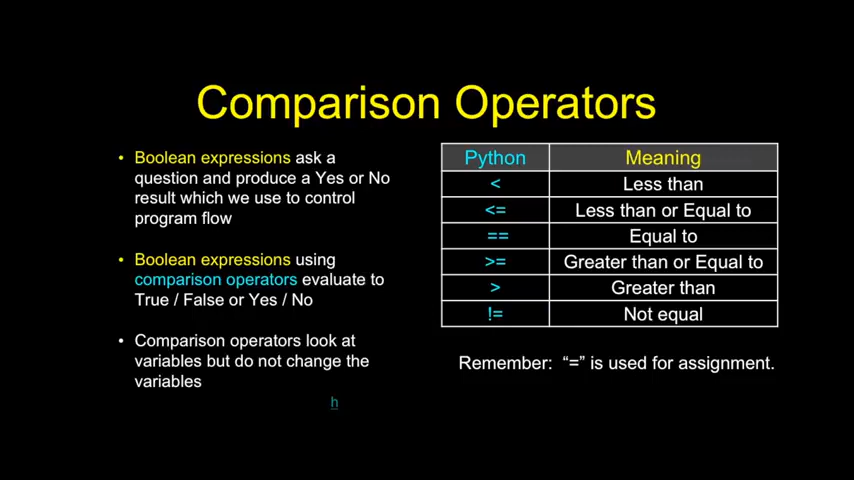 Comparison Operators
• Boolean expressions ask a
question and produce a Yes or No
result which we use to control
program flow
• Boolean expressions using
comparison operators evaluate to
True / False or Yes / No
• Comparison operators look at
variables but do not change the
variables
h
Python Meaning
< Less than
<= Less than or Equal to
== Equal to
>= Greater than or Equal to
> Greater than
!= Not equal
Remember: “=” is used for assignment.